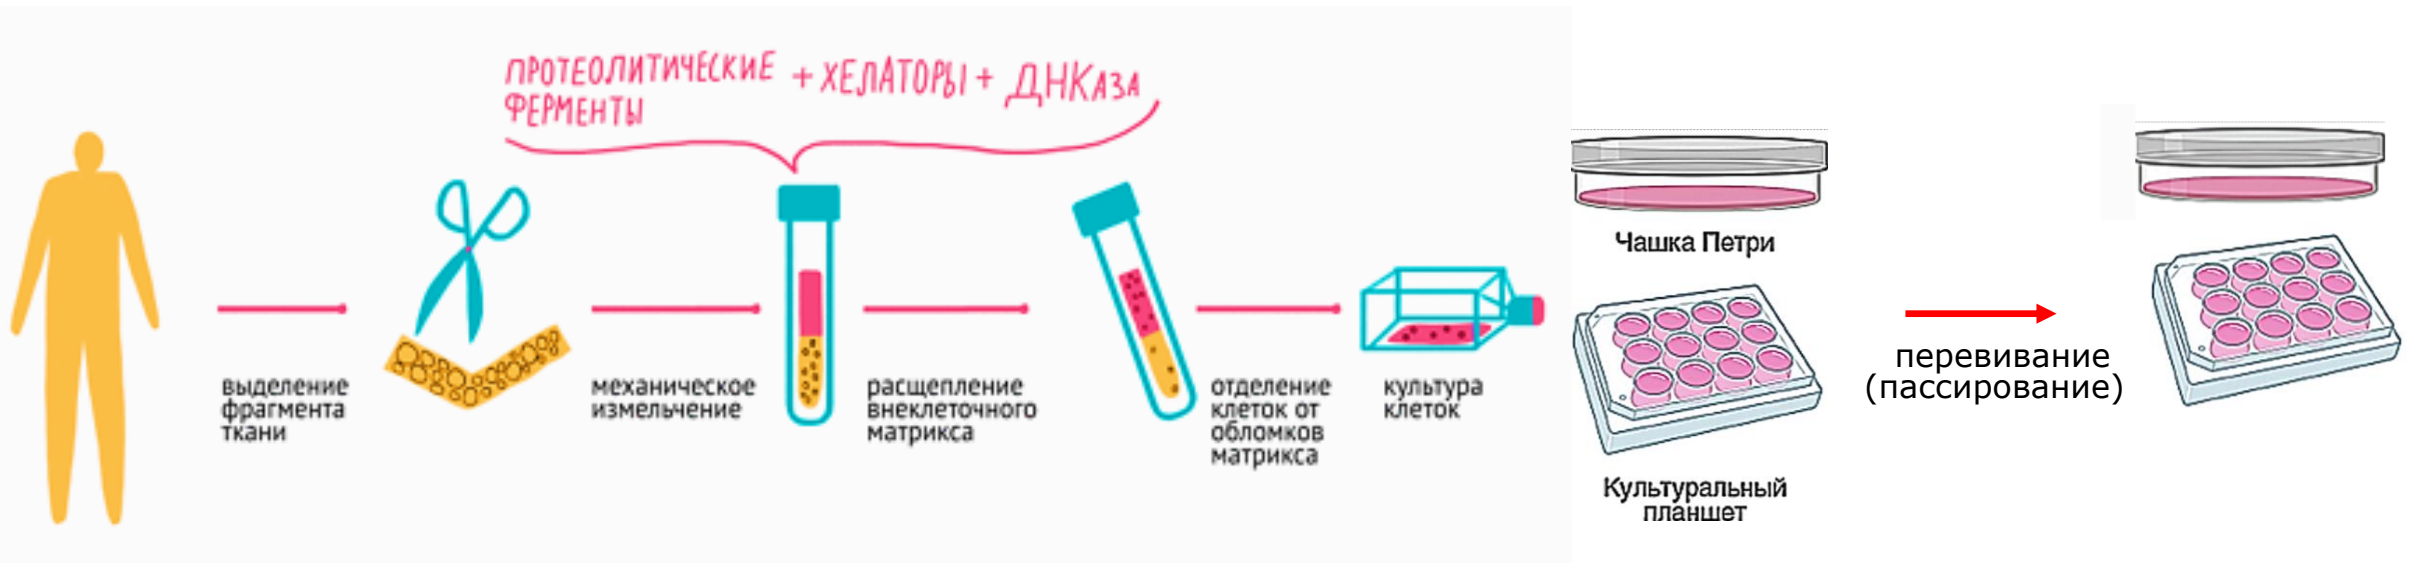 ПРОТЕОЛИТИЧЕСКИЕ + ХЕЛАТОРЫ + ДНКАЗА
ФЕРМЕНТЫ
выделение
фрагмента
ткани
механическое
измельчение
расщепление
внеклеточного
матрикса
отделение
клеток от
обломков
матрикса
культура
клеток
Чашка Петри
Культуральный
планшет
перевивание
(пассирование)